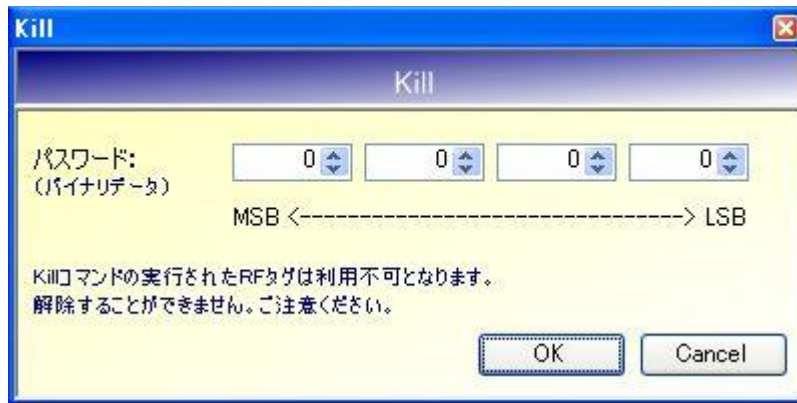 Kill
Kill
パスワード: 0 0 0 0
(バイナリデータ)
MSB <--------------------------------> LSB
Killコマンドの実行されたRFタグは利用不可となります。
解除することができません。ご注意ください。
OK Cancel